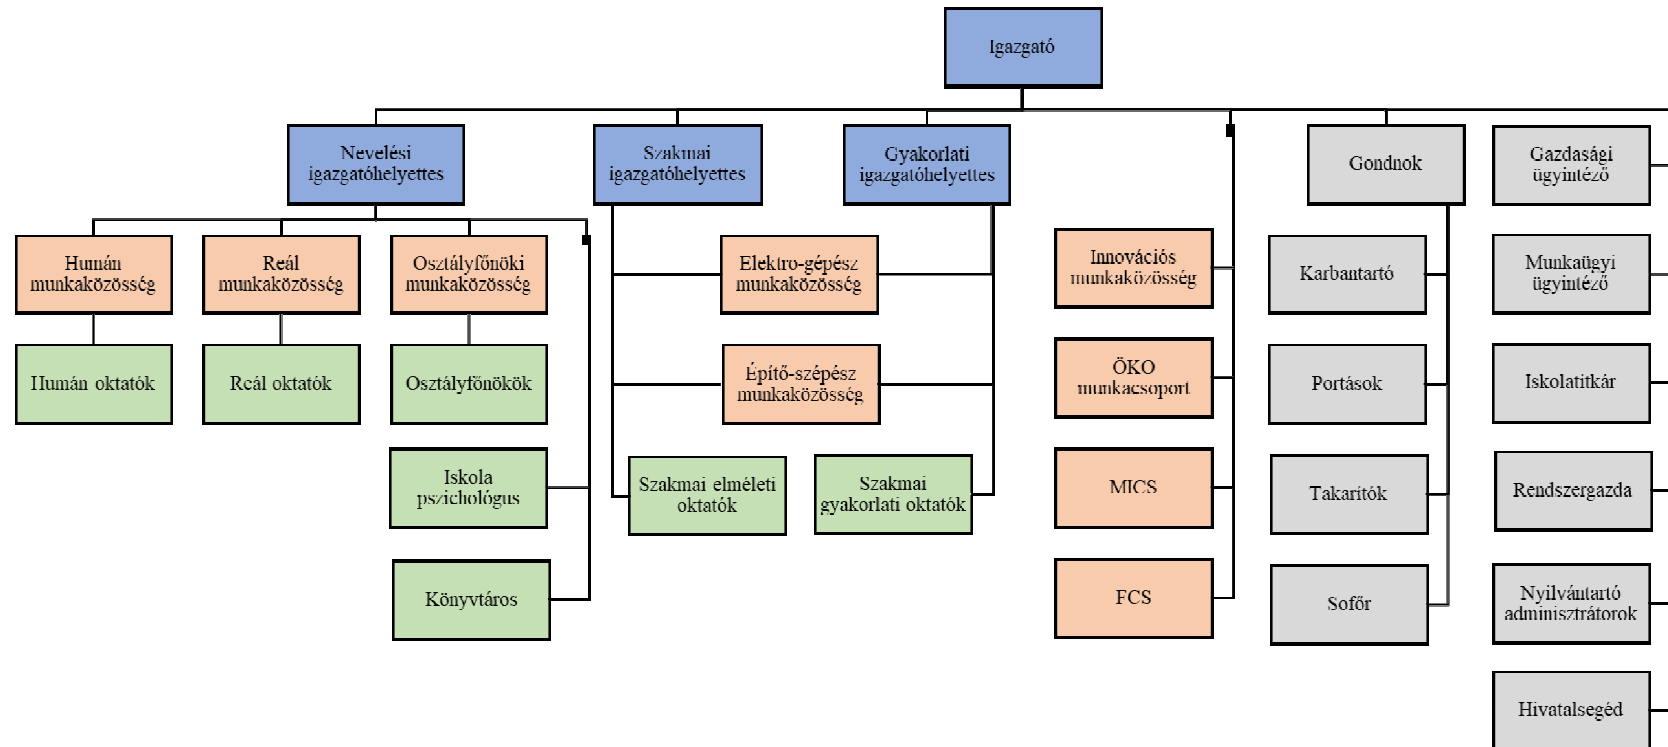 Igazgató
Nevelési
igazgatóhelyettes
Szakmai
igazgatóhelyettes
Gyakorlati
igazgatóhelyettes
Gondnok
Gazdasági
ügyintéző
Humán
munkaközösség
Reál
munkaközösség
Osztályfőnöki
munkaközösség
Elektro-gépész
munkaközösség
Innovációs
munkaközösség
Karbantartó
Munkaügyi
ügyintéző
Humán oktatók
Reál oktatók
Osztályfőnökök
Építő-szépész
munkaközösség
ÖKO
munkacsoport
Portások
Iskolatitkár
Iskola
pszichológus
Szakmai elméleti
oktatók
Szakmai
gyakorlati oktatók
MICS
Takarítók
Rendszergazda
Könyvtáros
FCS
Sofőr
Nyilvántartó
adminisztrátorok
Hivatalsegéd